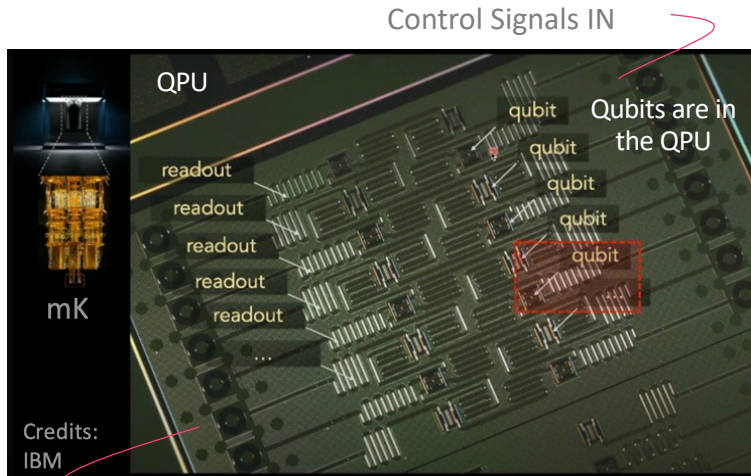 Control Signals IN
QPU
qubit
Qubits are in
the QPU
qubit
readout
qubit
readout
qubit
readout
qubit
readout
readout
mK
...
Credits:
IBM